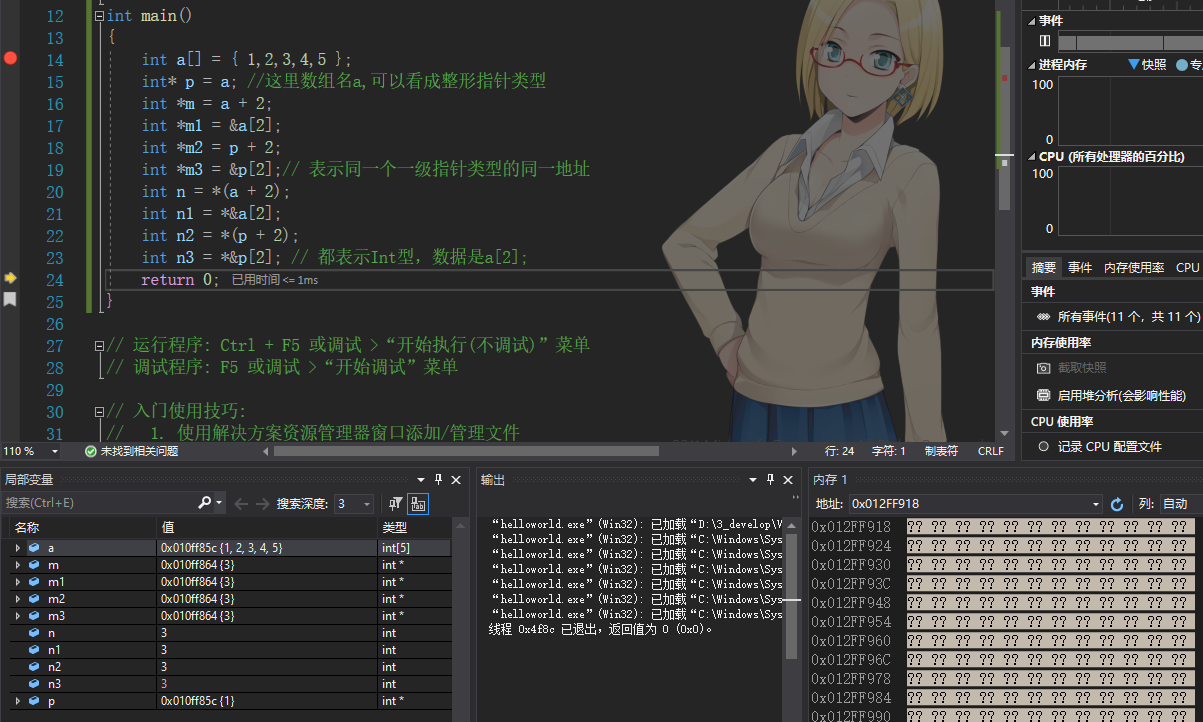 12 int main()
13 {
14 int a[] = { 1,2,3,4,5 };
15 int* p = a; //这里数组名a,可以看成整形指针类型
16 int *m = a + 2;
17 int *m1 = &a[2];
18 int *m2 = p + 2;
19 int *m3 = &p[2];// 表示同一个一级指针类型的同一地址
20 int n = *(a + 2);
21 int n1 = *&a[2];
22 int n2 = *(p + 2);
23 int n3 = *&p[2]; // 都表示Int型，数据是a[2];
24 return 0; 已用时间 <= 1ms
25 }
26
27 // 运行程序: Ctrl + F5 或调试 >“开始执行(不调试)”菜单
28 // 调试程序: F5 或调试 >“开始调试”菜单
29
30 // 入门使用技巧:
31 // 1. 使用解决方案资源管理器窗口添加/管理文件
110 % 未找到相关问题 行: 24 字符: 1 制表符 CRLF
事件
进程内存 快照 专
100
0
CPU (所有处理器的百分比)
100
0
摘要 事件 内存使用率 CPU
事件
所有事件(11 个，共 11 个)
内存使用率
截取快照
启用堆分析(会影响性能)
CPU 使用率
记录 CPU 配置文件
局部变量
搜索(Ctrl+E) 搜索深度: 3
名称 值 类型
a 0x010ff85c {1, 2, 3, 4, 5} int[5]
m 0x010ff864 {3} int *
m1 0x010ff864 {3} int *
m2 0x010ff864 {3} int *
m3 0x010ff864 {3} int *
n 3 int
n1 3 int
n2 3 int
n3 3 int
p 0x010ff85c {1} int *
输出
“helloworld.exe”(Win32): 已加载“D:\3_develop\V
“helloworld.exe”(Win32): 已加载“C:\Windows\Sys
“helloworld.exe”(Win32): 已加载“C:\Windows\Sys
“helloworld.exe”(Win32): 已加载“C:\Windows\Sys
“helloworld.exe”(Win32): 已加载“C:\Windows\Sys
“helloworld.exe”(Win32): 已加载“C:\Windows\Sys
“helloworld.exe”(Win32): 已加载“C:\Windows\Sys
线程 0x4f8c 已退出，返回值为 0 (0x0)。
内存 1
地址: 0x012FF918 列: 自动
0x012FF918 ?? ?? ?? ?? ?? ?? ?? ?? ?? ?? ?? ??
0x012FF924 ?? ?? ?? ?? ?? ?? ?? ?? ?? ?? ?? ??
0x012FF930 ?? ?? ?? ?? ?? ?? ?? ?? ?? ?? ?? ??
0x012FF93C ?? ?? ?? ?? ?? ?? ?? ?? ?? ?? ?? ??
0x012FF948 ?? ?? ?? ?? ?? ?? ?? ?? ?? ?? ?? ??
0x012FF954 ?? ?? ?? ?? ?? ?? ?? ?? ?? ?? ?? ??
0x012FF960 ?? ?? ?? ?? ?? ?? ?? ?? ?? ?? ?? ??
0x012FF96C ?? ?? ?? ?? ?? ?? ?? ?? ?? ?? ?? ??
0x012FF978 ?? ?? ?? ?? ?? ?? ?? ?? ?? ?? ?? ??
0x012FF984 ?? ?? ?? ?? ?? ?? ?? ?? ?? ?? ?? ??
0x012FF990 ?? ?? ?? ?? ?? ?? ?? ?? ?? ?? ?? ??